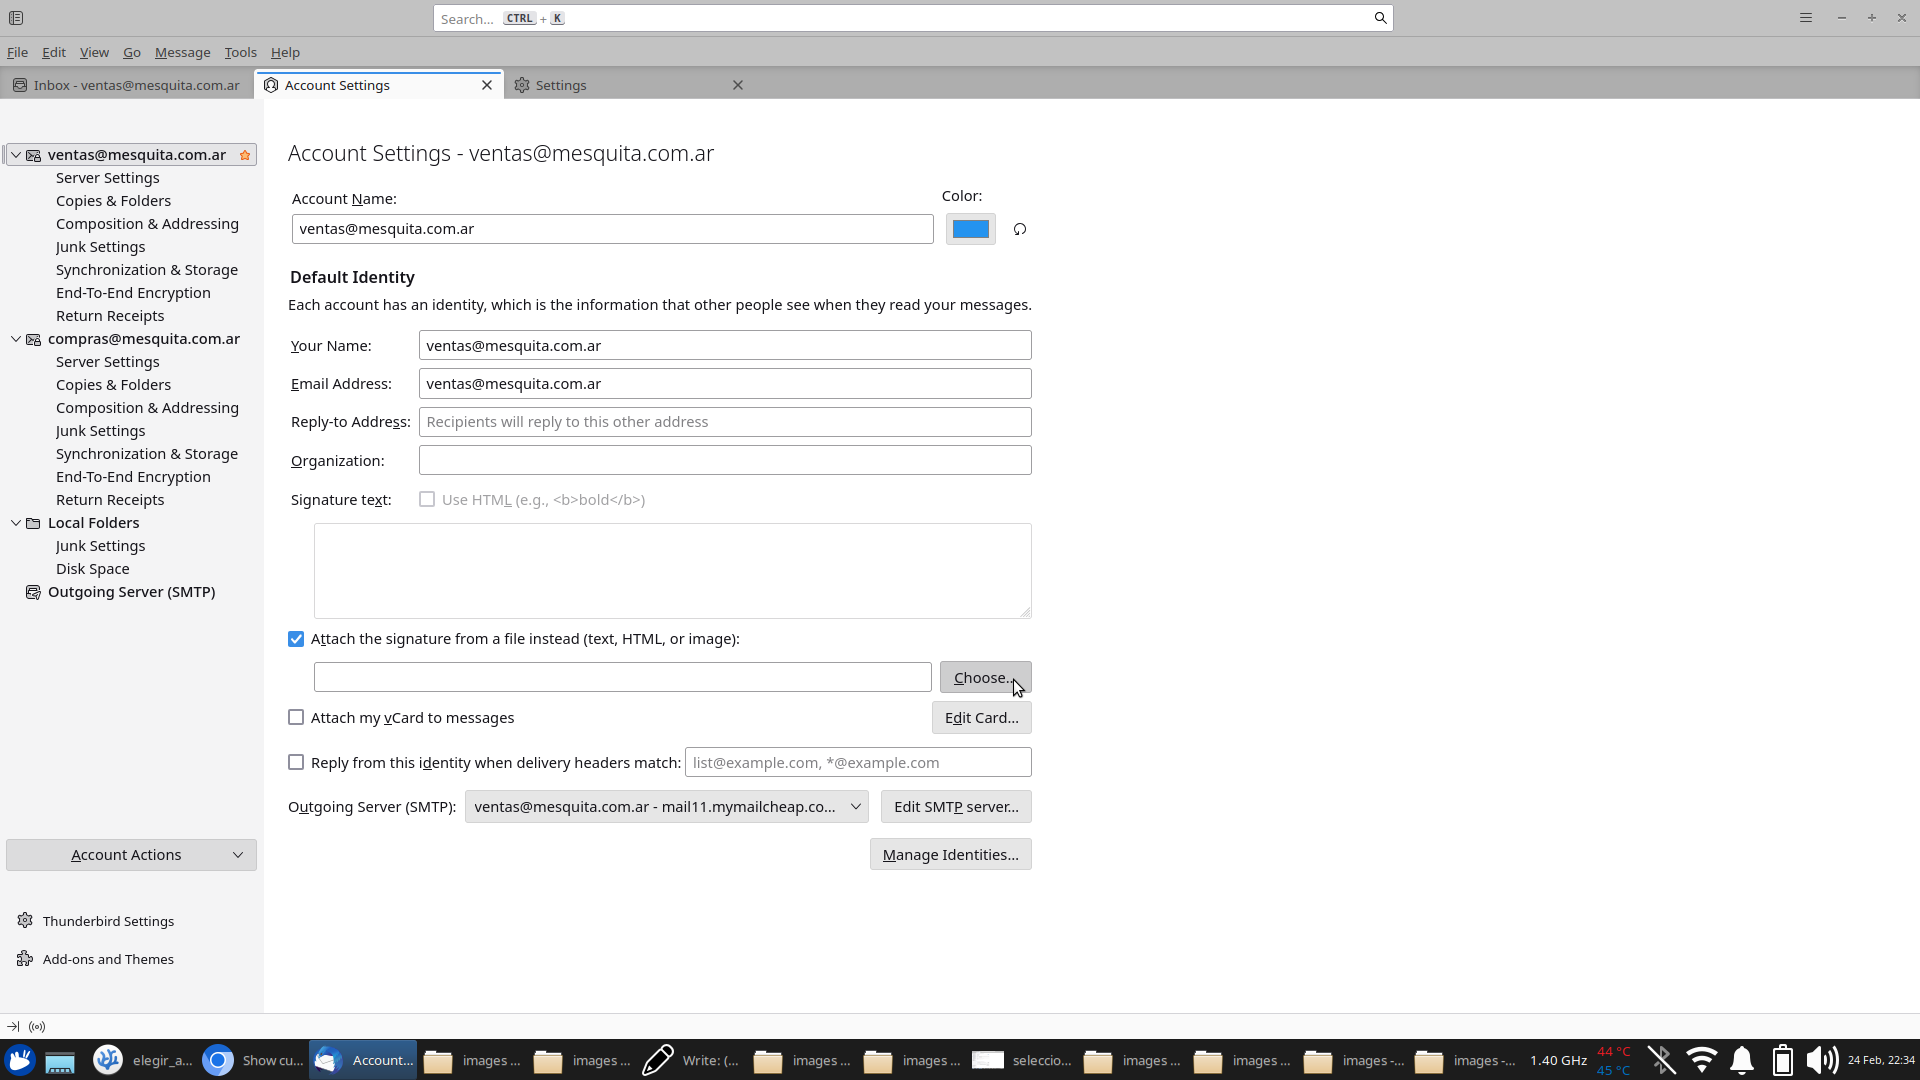 Search... CTRL + K
File Edit View Go Message Tools Help
Inbox - ventas@mesquita.com.ar
Account Settings
Settings
ventas@mesquita.com.ar
Server Settings
Copies & Folders
Composition & Addressing
Junk Settings
Synchronization & Storage
End-To-End Encryption
Return Receipts
compras@mesquita.com.ar
Server Settings
Copies & Folders
Composition & Addressing
Junk Settings
Synchronization & Storage
End-To-End Encryption
Return Receipts
Local Folders
Junk Settings
Disk Space
Outgoing Server (SMTP)
Account Actions
Thunderbird Settings
Add-ons and Themes
Account Settings - ventas@mesquita.com.ar
Account Name: Color:
ventas@mesquita.com.ar
Default Identity
Each account has an identity, which is the information that other people see when they read your messages.
Your Name: ventas@mesquita.com.ar
Email Address: ventas@mesquita.com.ar
Reply-to Address: Recipients will reply to this other address
Organization:
Signature text: Use HTML (e.g., <b>bold</b>)
Attach the signature from a file instead (text, HTML, or image):
Choose...
Attach my vCard to messages Edit Card...
Reply from this identity when delivery headers match: list@example.com, *@example.com
Outgoing Server (SMTP): ventas@mesquita.com.ar - mail11.mymailcheap.co... Edit SMTP server...
Manage Identities...
elegir_a... Show cu... Account... images ... images ... Write: (... images ... images ... seleccio... images ... images ... images -... images -... 1.40 GHz 44 °C 24 Feb, 22:34
45 °C